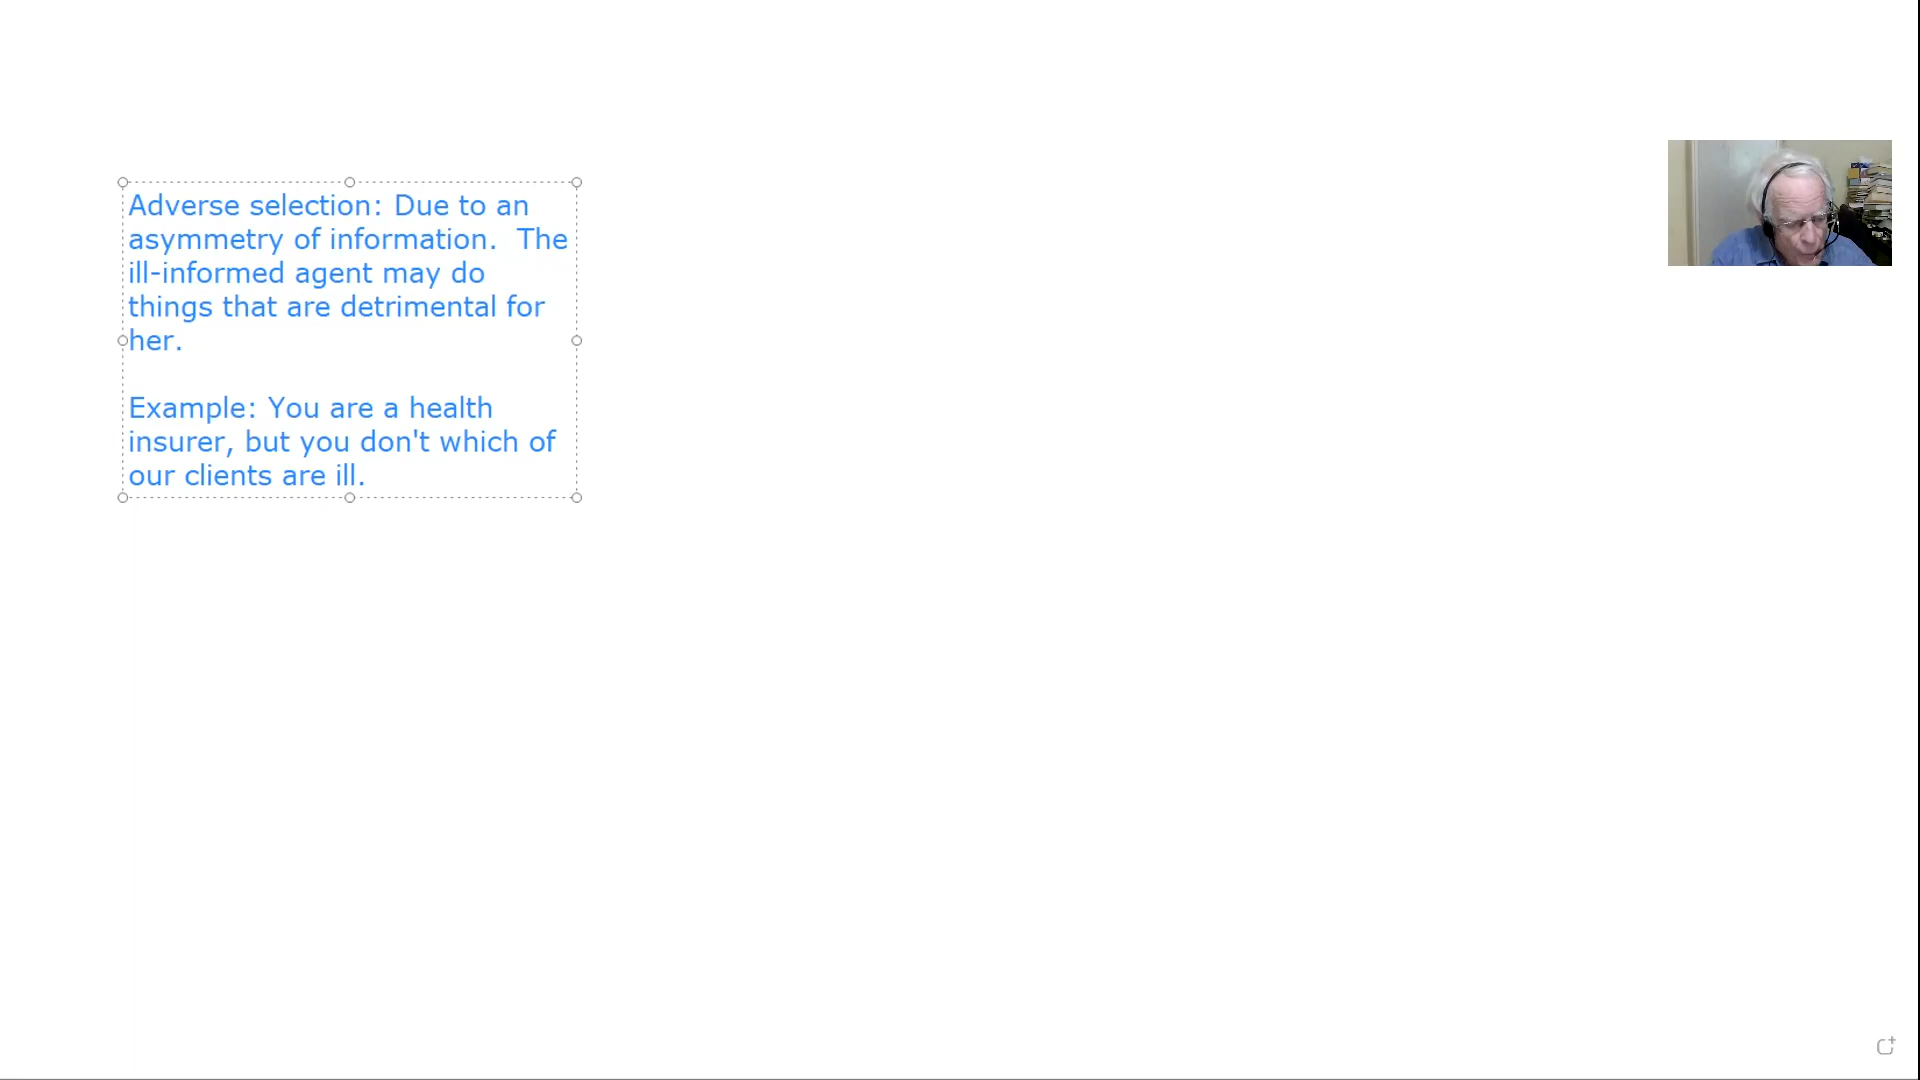 Adverse selection: Due to an
asymmetry of information.  The
ill-informed agent may do
things that are detrimental for
her.
Example: You are a health
insurer, but you don't which of
our clients are ill.